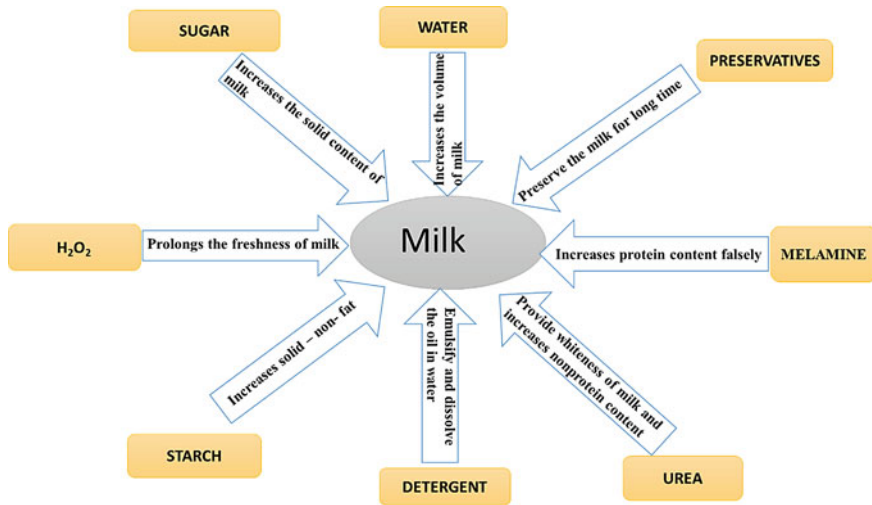 SUGAR
WATER
PRESERVATIVES
Increases the solid content of
milk
Increases the volume
of milk
Preserve the milk for long time
H₂O₂
Prolongs the freshness of milk
Milk
Increases protein content falsely
MELAMINE
Increases solid – non- fat
Emulsify and dissolve
the oil in water
Provide whiteness of milk and
increases nonprotein content
STARCH
DETERGENT
UREA